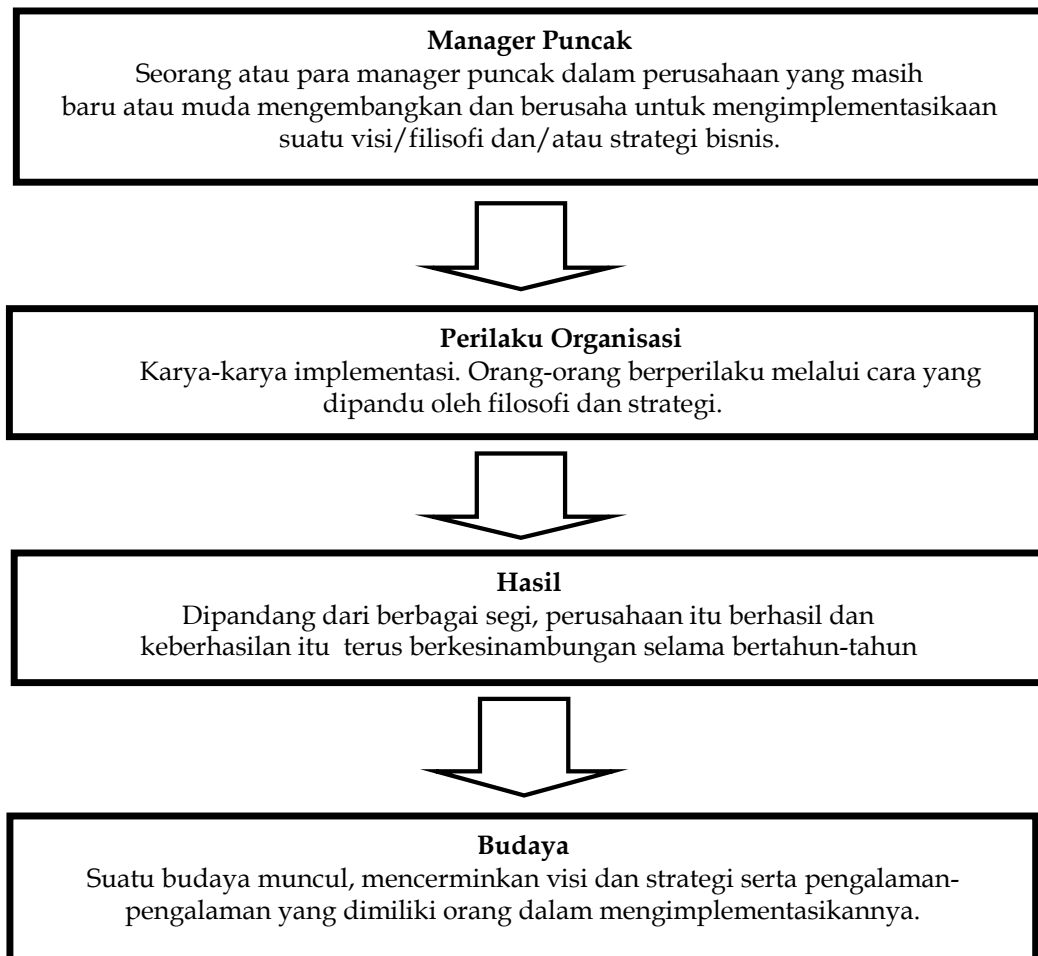 Manager Puncak
Seorang atau para manager puncak dalam perusahaan yang masih
baru atau muda mengembangkan dan berusaha untuk mengimplementasikaan
suatu visi/filisofi dan/atau strategi bisnis.
Perilaku Organisasi
Karya-karya implementasi. Orang-orang berperilaku melalui cara yang
dipandu oleh filosofi dan strategi.
Hasil
Dipandang dari berbagai segi, perusahaan itu berhasil dan
keberhasilan itu terus berkesinambungan selama bertahun-tahun
Budaya
Suatu budaya muncul, mencerminkan visi dan strategi serta pengalaman-
pengalaman yang dimiliki orang dalam mengimplementasikannya.